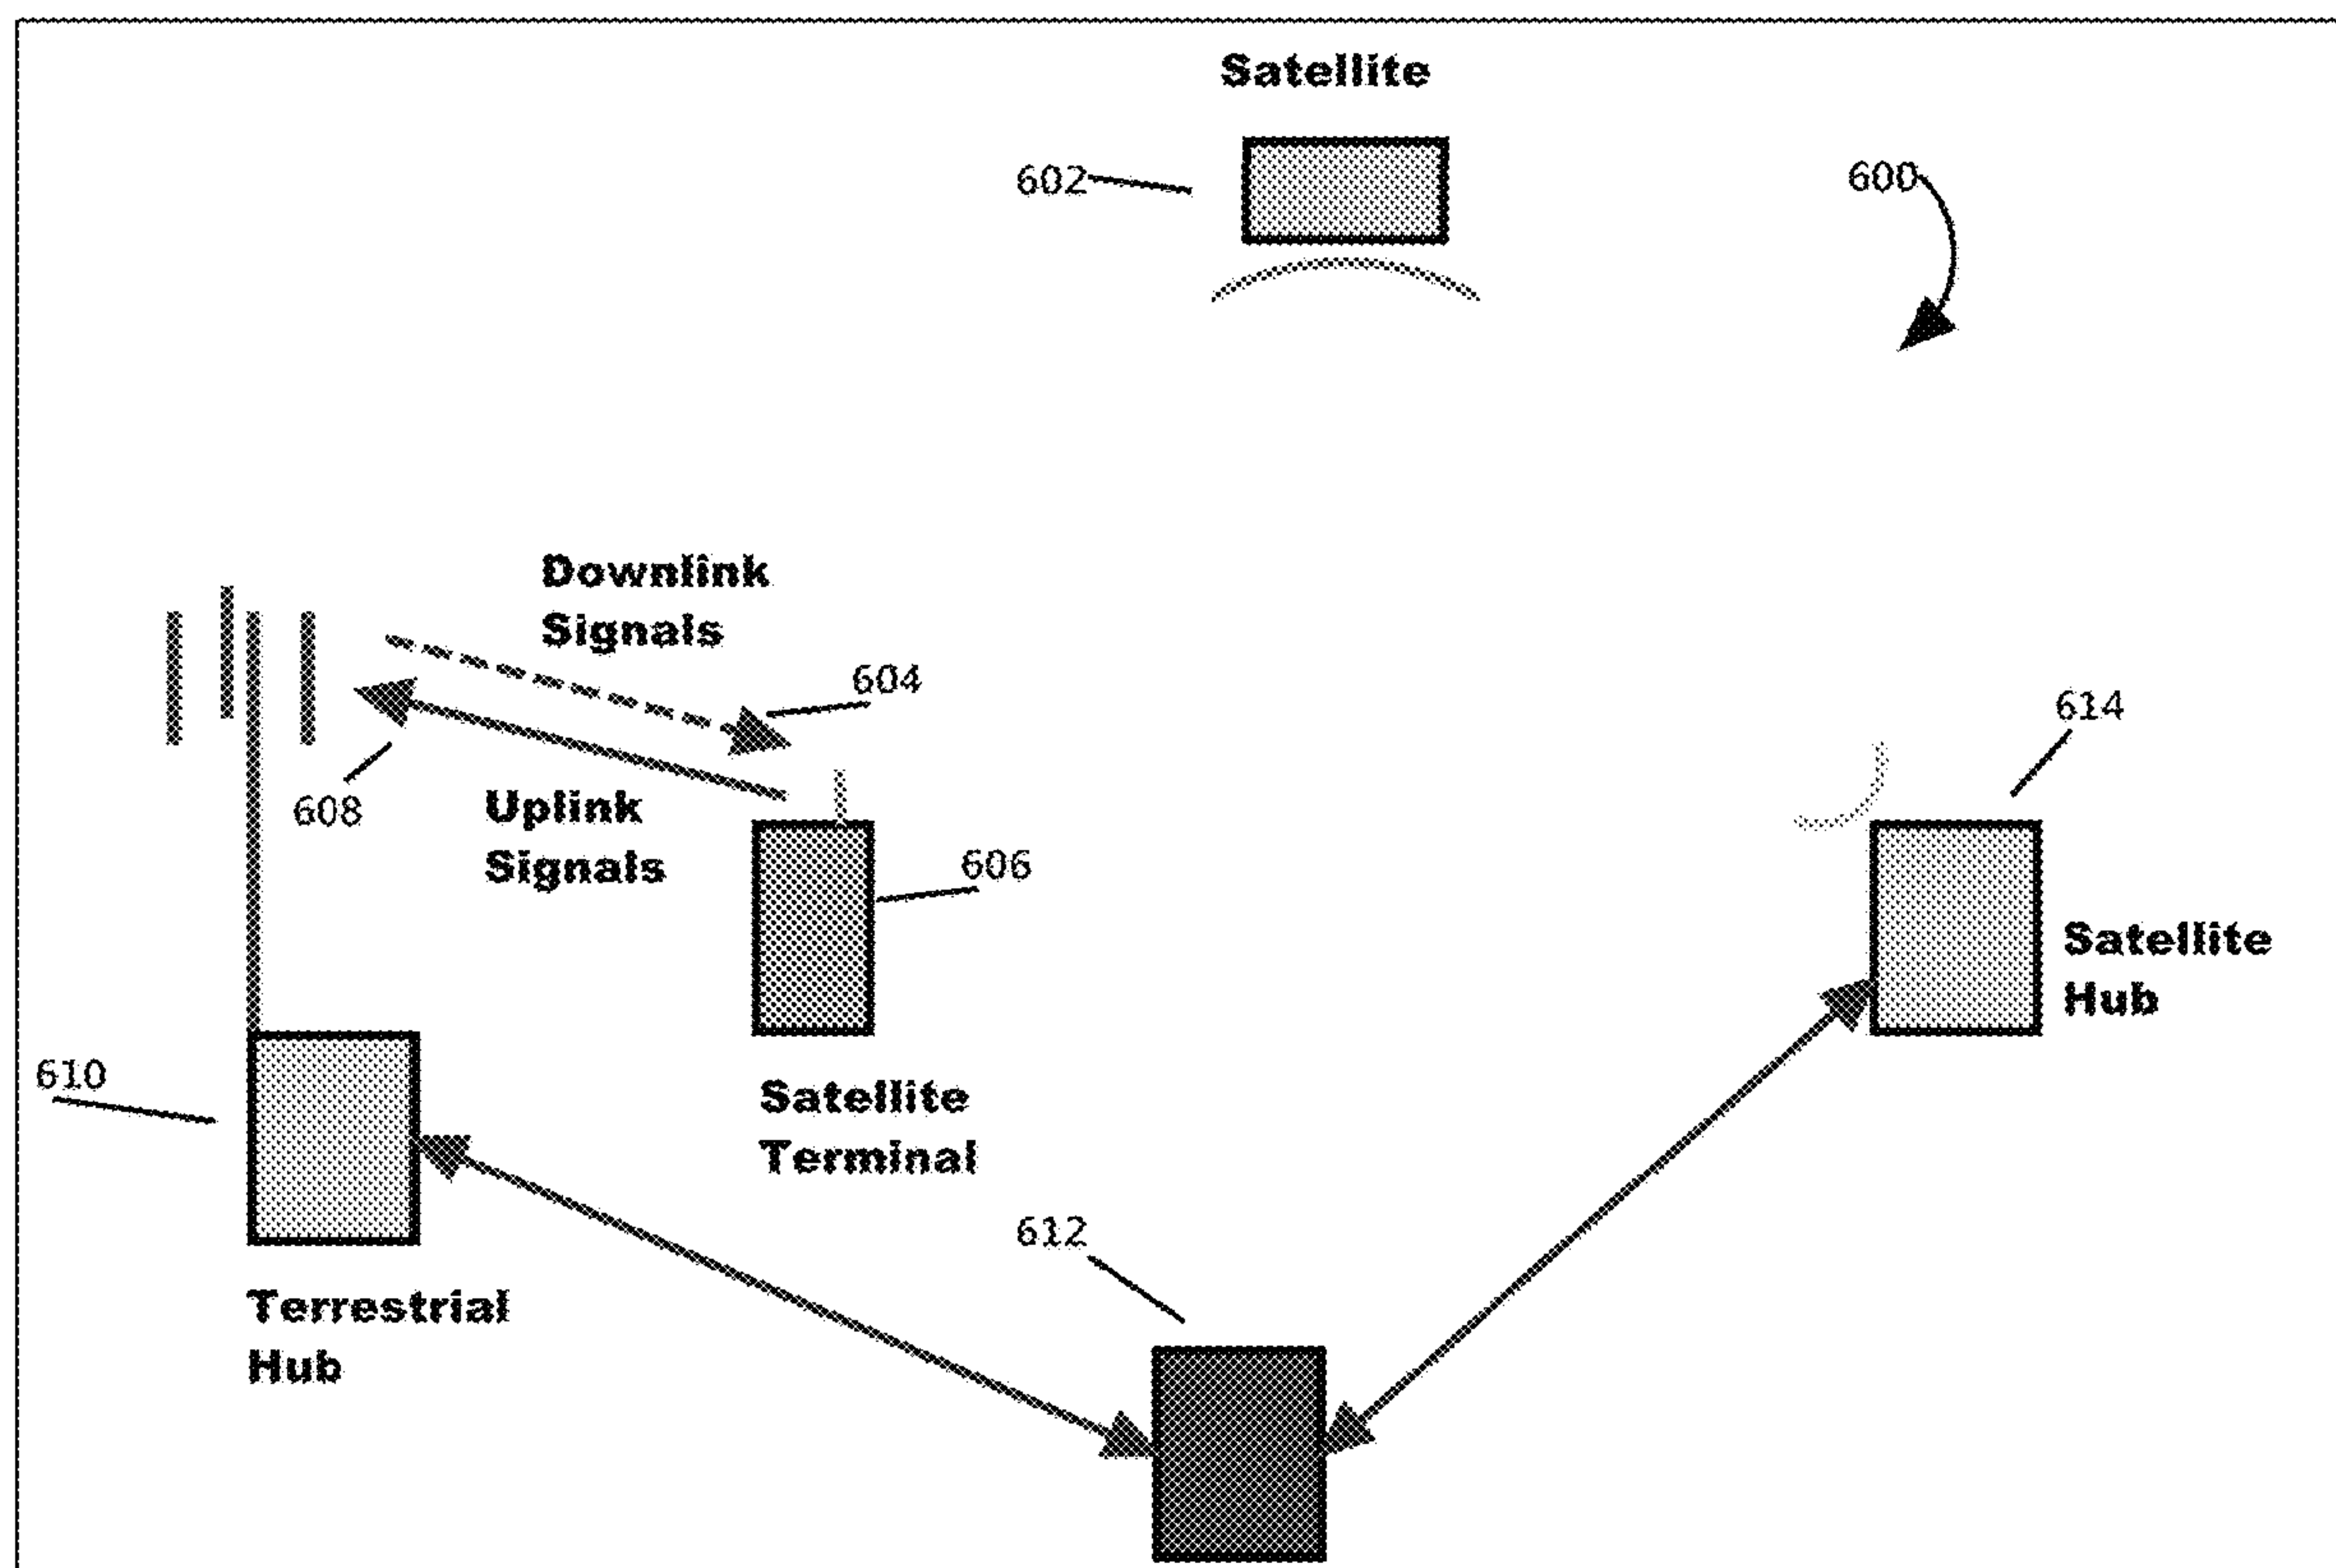 Satellite
602
600
Downlink
Signals
604
614
608
Uplink
Signals
606
Satellite
Hub
610
Satellite
Terminal
612
Terrestrial
Hub